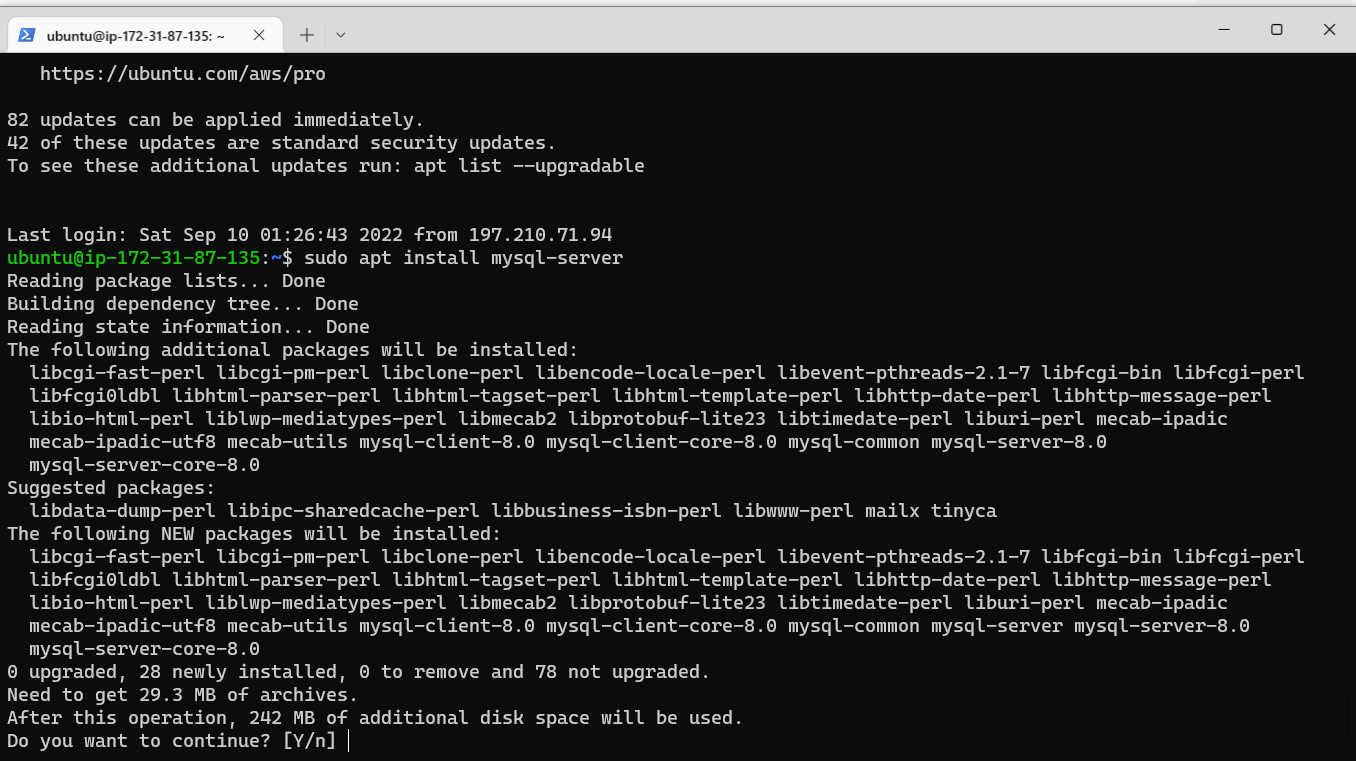 ubuntu@ip-172-31-87-135: ~
https://ubuntu.com/aws/pro
82 updates can be applied immediately.
42 of these updates are standard security updates.
To see these additional updates run: apt list --upgradable
Last login: Sat Sep 10 01:26:43 2022 from 197.210.71.94
ubuntu@ip-172-31-87-135:~$ sudo apt install mysql-server
Reading package lists... Done
Building dependency tree... Done
Reading state information... Done
The following additional packages will be installed:
libcgi-fast-perl libcgi-pm-perl libclone-perl libencode-locale-perl libevent-pthreads-2.1-7 libfcgi-bin libfcgi-perl
libfcgi0ldbl libhtml-parser-perl libhtml-tagset-perl libhtml-template-perl libhttp-date-perl libhttp-message-perl
libio-html-perl liblwp-mediatypes-perl libmecab2 libprotobuf-lite23 libtimedate-perl liburi-perl mecab-ipadic
mecab-ipadic-utf8 mecab-utils mysql-client-8.0 mysql-client-core-8.0 mysql-common mysql-server-8.0
mysql-server-core-8.0
Suggested packages:
libdata-dump-perl libipc-sharedcache-perl libbusiness-isbn-perl libwww-perl mailx tinyca
The following NEW packages will be installed:
libcgi-fast-perl libcgi-pm-perl libclone-perl libencode-locale-perl libevent-pthreads-2.1-7 libfcgi-bin libfcgi-perl
libfcgi0ldbl libhtml-parser-perl libhtml-tagset-perl libhtml-template-perl libhttp-date-perl libhttp-message-perl
libio-html-perl liblwp-mediatypes-perl libmecab2 libprotobuf-lite23 libtimedate-perl liburi-perl mecab-ipadic
mecab-ipadic-utf8 mecab-utils mysql-client-8.0 mysql-client-core-8.0 mysql-common mysql-server mysql-server-8.0
mysql-server-core-8.0
0 upgraded, 28 newly installed, 0 to remove and 78 not upgraded.
Need to get 29.3 MB of archives.
After this operation, 242 MB of additional disk space will be used.
Do you want to continue? [Y/n]